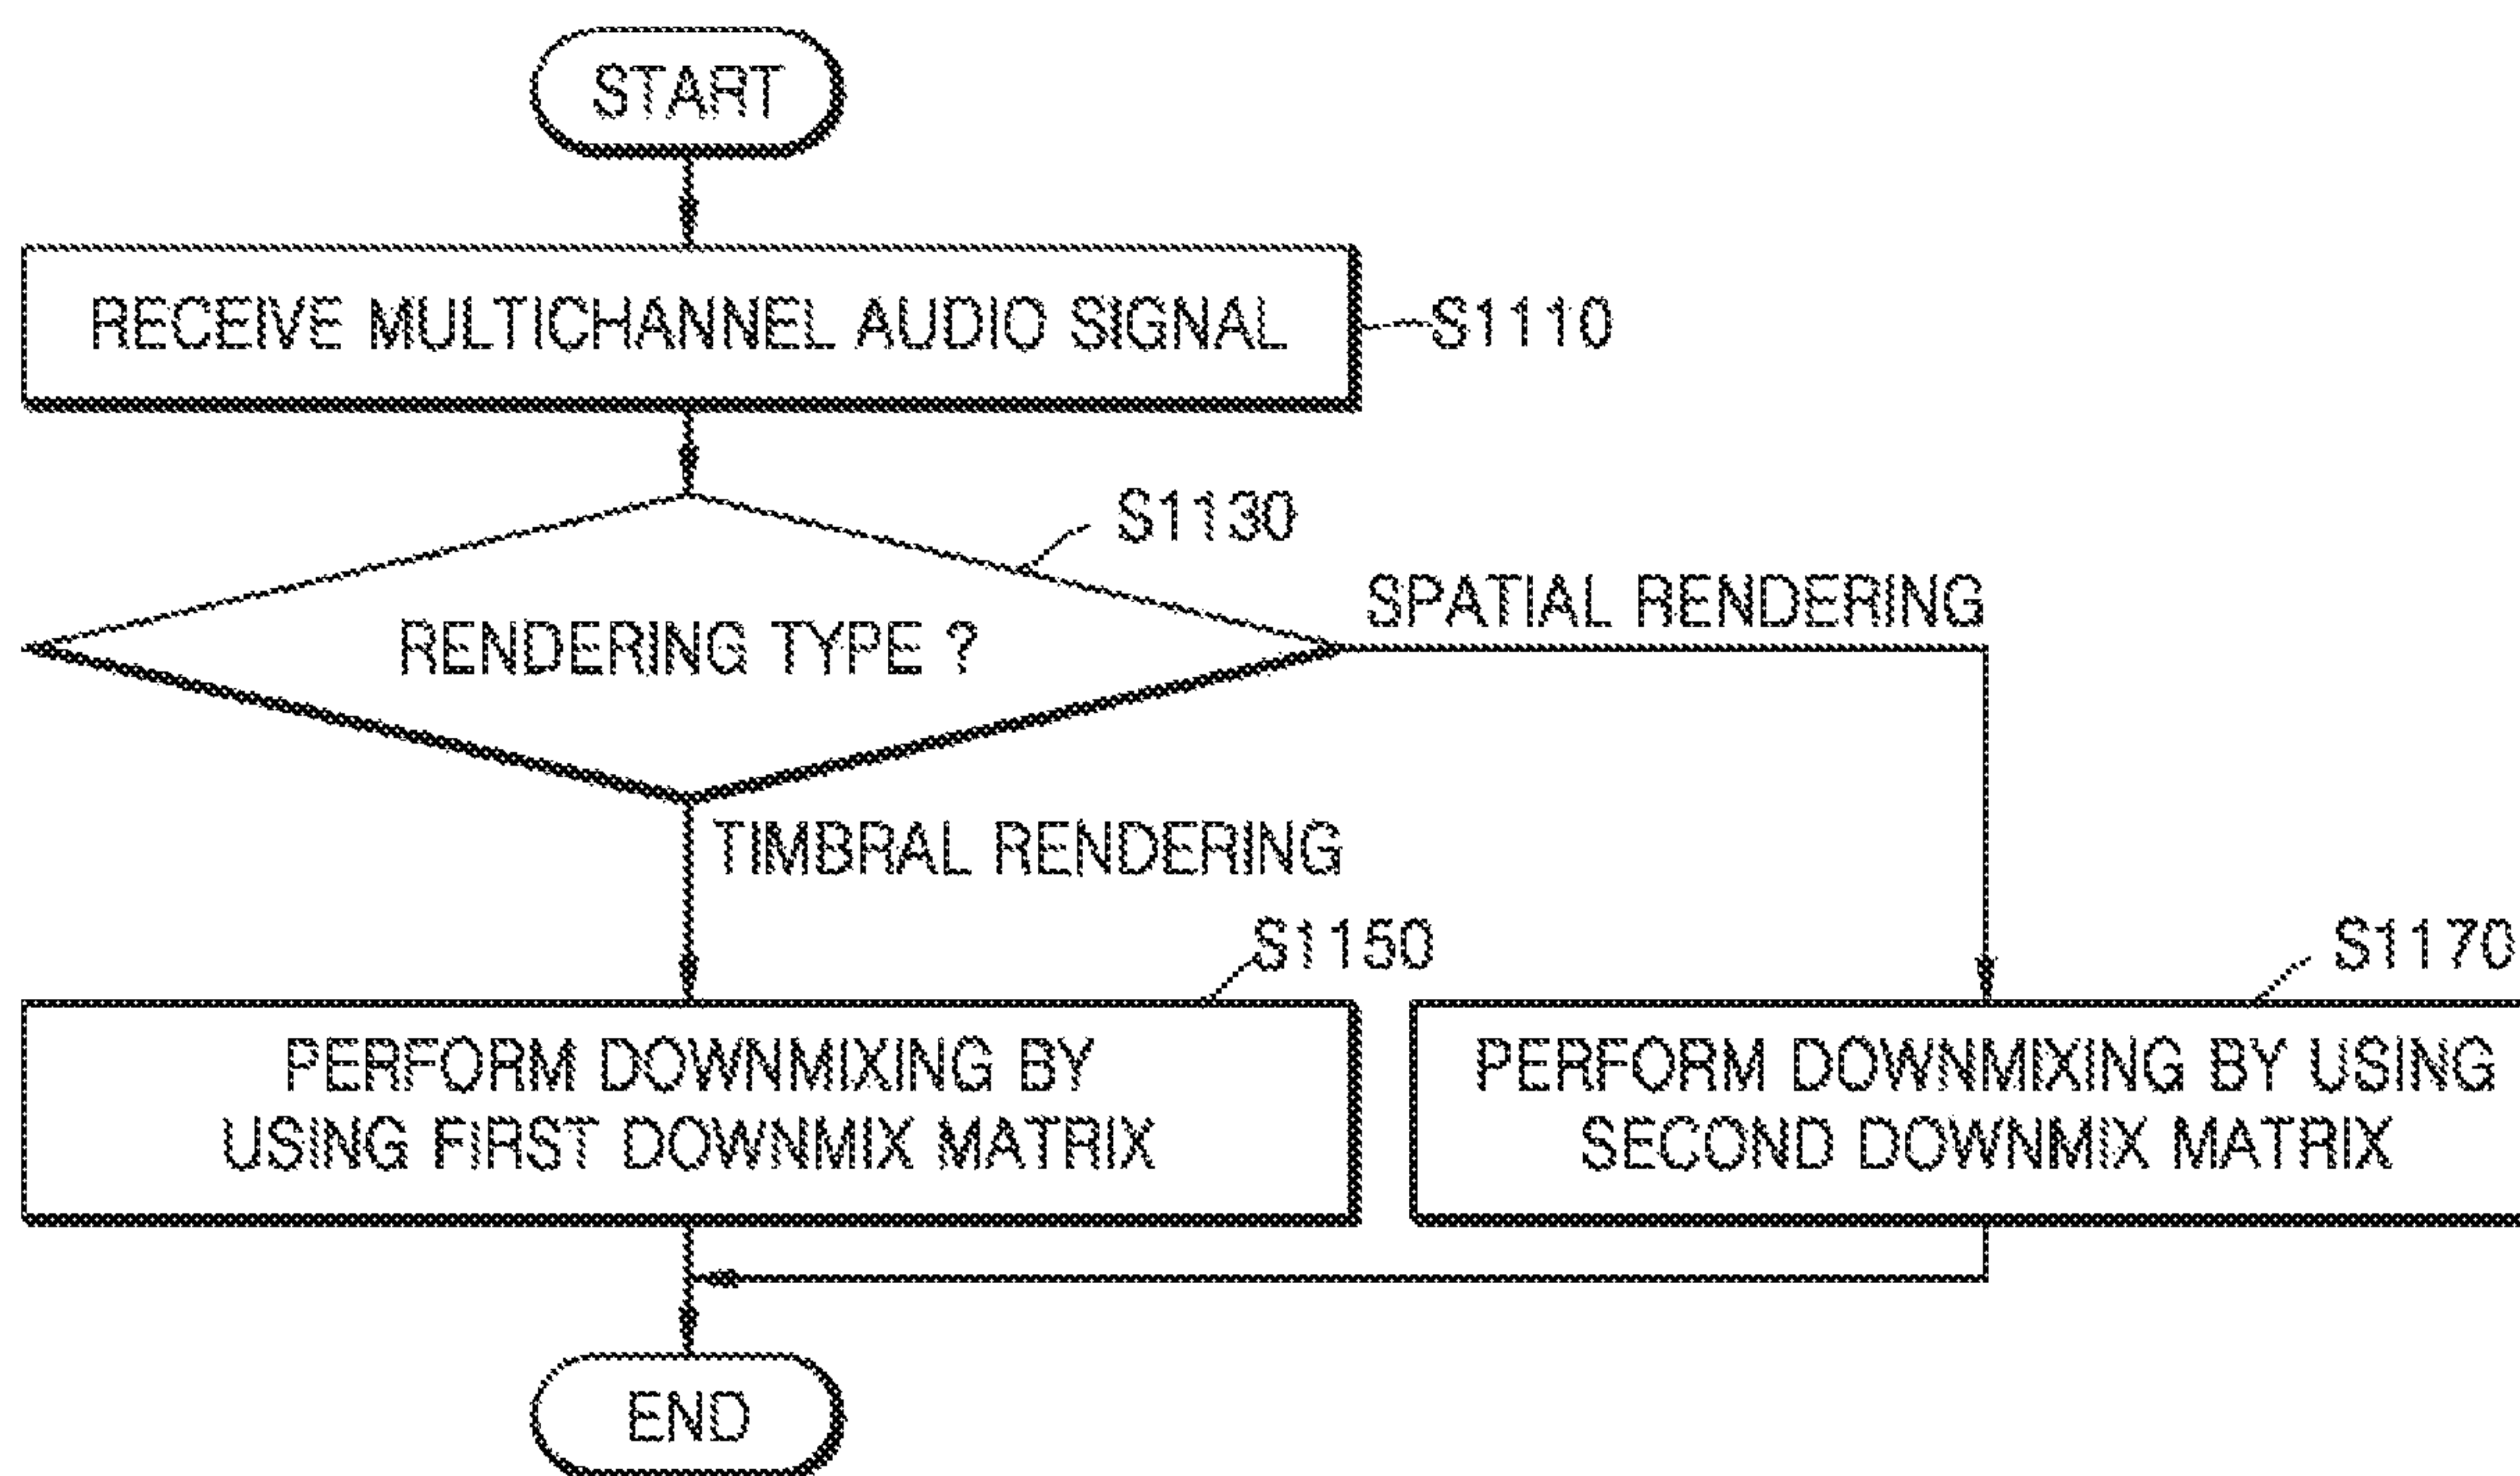 START
RECEIVE MULTICHANNEL AUDIO SIGNAL
S1110
S1130
RENDERING TYPE ?
SPATIAL RENDERING
TIMBRAL RENDERING
S1150
PERFORM DOWNMIXING BY
USING FIRST DOWNMIX MATRIX
S1170
PERFORM DOWNMIXING BY USING
SECOND DOWNMIX MATRIX
END